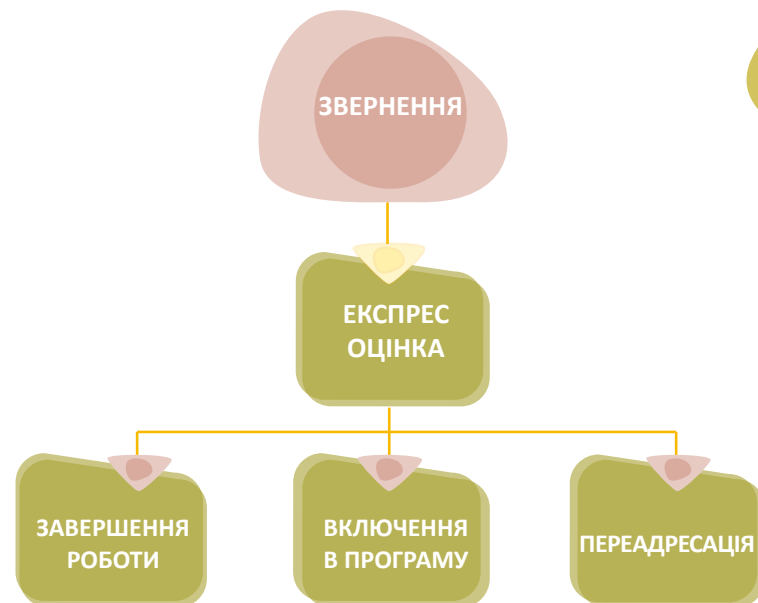 ЗВЕРНЕННЯ
ЕКСПРЕС
ОЦІНКА
ЗАВЕРШЕННЯ
РОБОТИ
ВКЛЮЧЕННЯ
В ПРОГРАМУ
ПЕРЕАДРЕСАЦІЯ